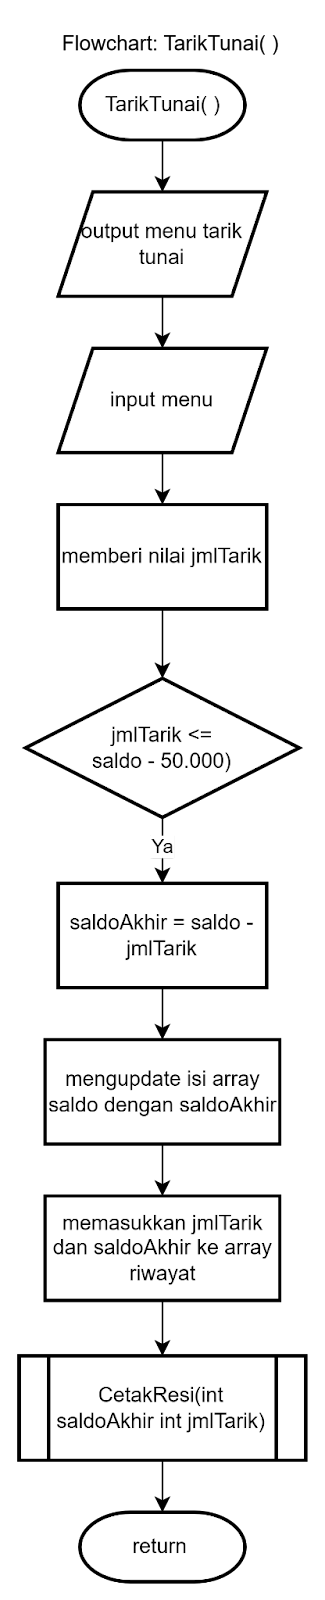 Flowchart: TarikTunai( )
TarikTunai( )
output menu tarik
tunai
input menu
memberi nilai jmlTarik
jmlTarik <=
saldo - 50.000)
Ya
saldoAkhir = saldo -
jmlTarik
mengupdate isi array
saldo dengan saldoAkhir
memasukkan jmlTarik
dan saldoAkhir ke array
riwayat
CetakResi(int
saldoAkhir int jmlTarik)
return